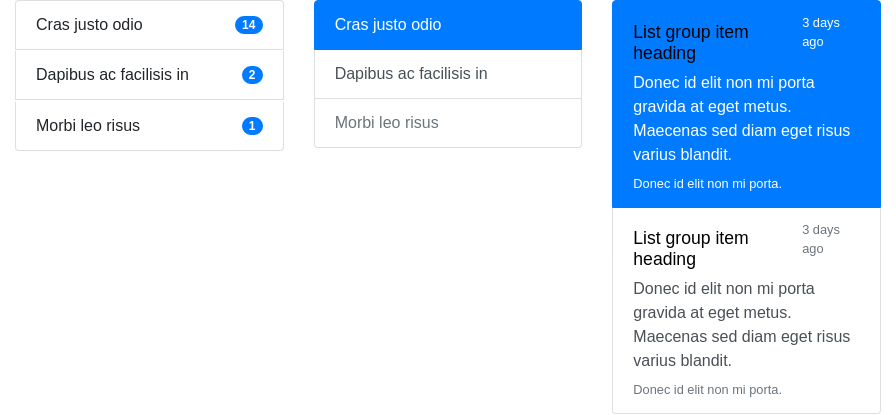 Cras justo odio 14
Dapibus ac facilisis in 2
Morbi leo risus 1
Cras justo odio
Dapibus ac facilisis in
Morbi leo risus
List group item
heading
3 days
ago
Donec id elit non mi porta
gravida at eget metus.
Maecenas sed diam eget risus
varius blandit.
Donec id elit non mi porta.
List group item
heading
3 days
ago
Donec id elit non mi porta
gravida at eget metus.
Maecenas sed diam eget risus
varius blandit.
Donec id elit non mi porta.